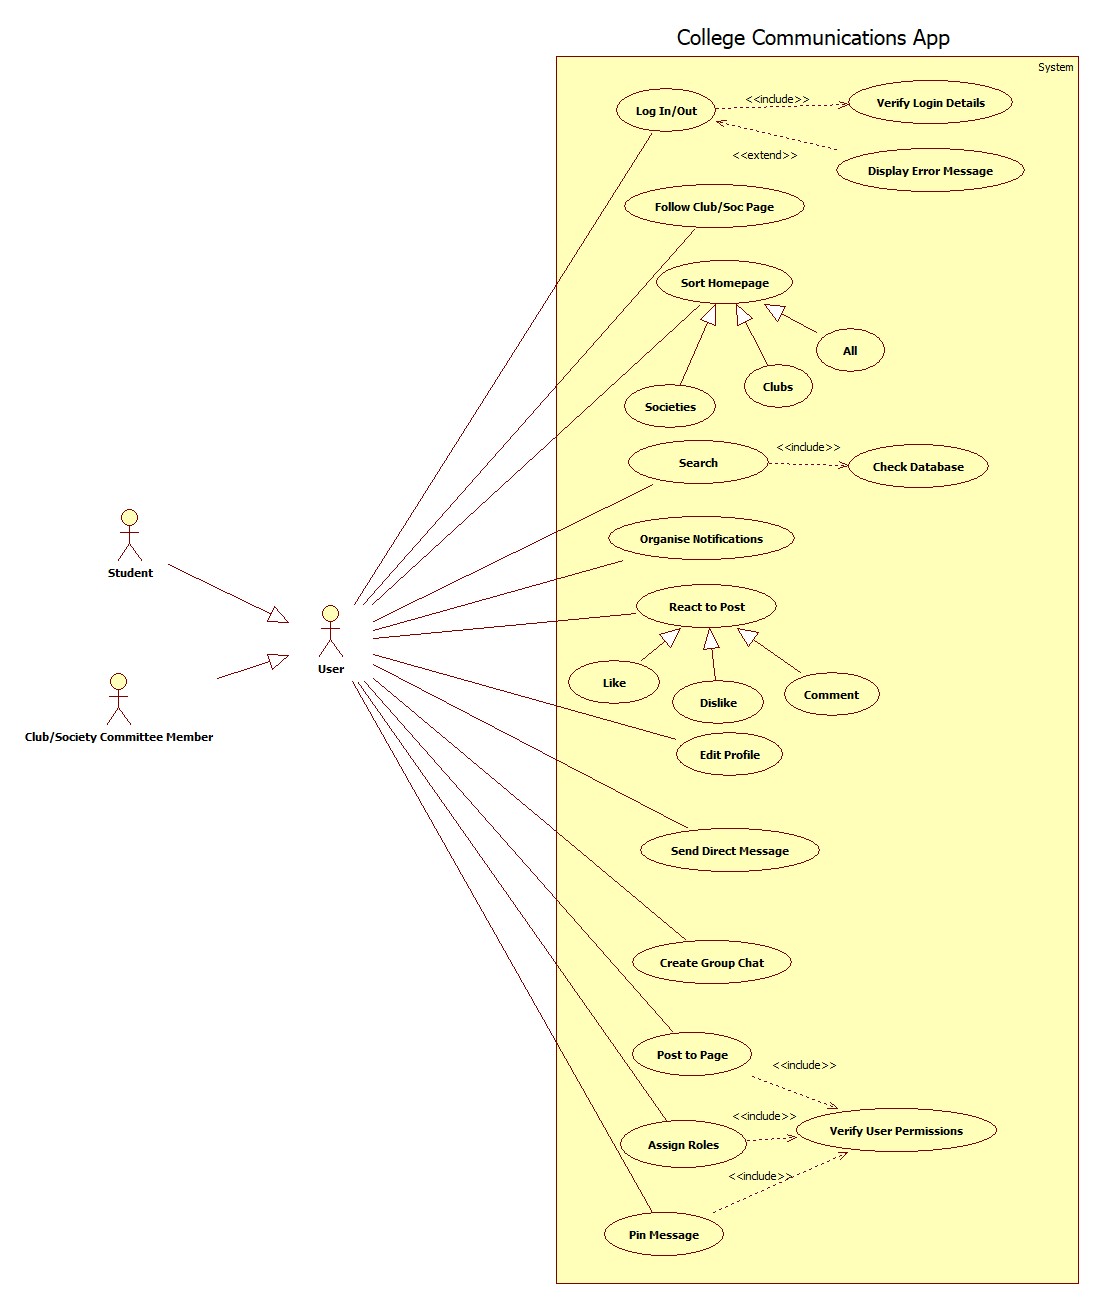 College Communications App
System
Log In/Out
<<include>>
Verify Login Details
<<extend>>
Display Error Message
Follow Club/Soc Page
Sort Homepage
All
Clubs
Societies
<<include>>
Search
Check Database
Organise Notifications
Student
React to Post
User
Like
Dislike
Comment
Club/Society Committee Member
Edit Profile
Send Direct Message
Create Group Chat
Post to Page
<<include>>
<<include>>
Verify User Permissions
Assign Roles
<<include>>
Pin Message